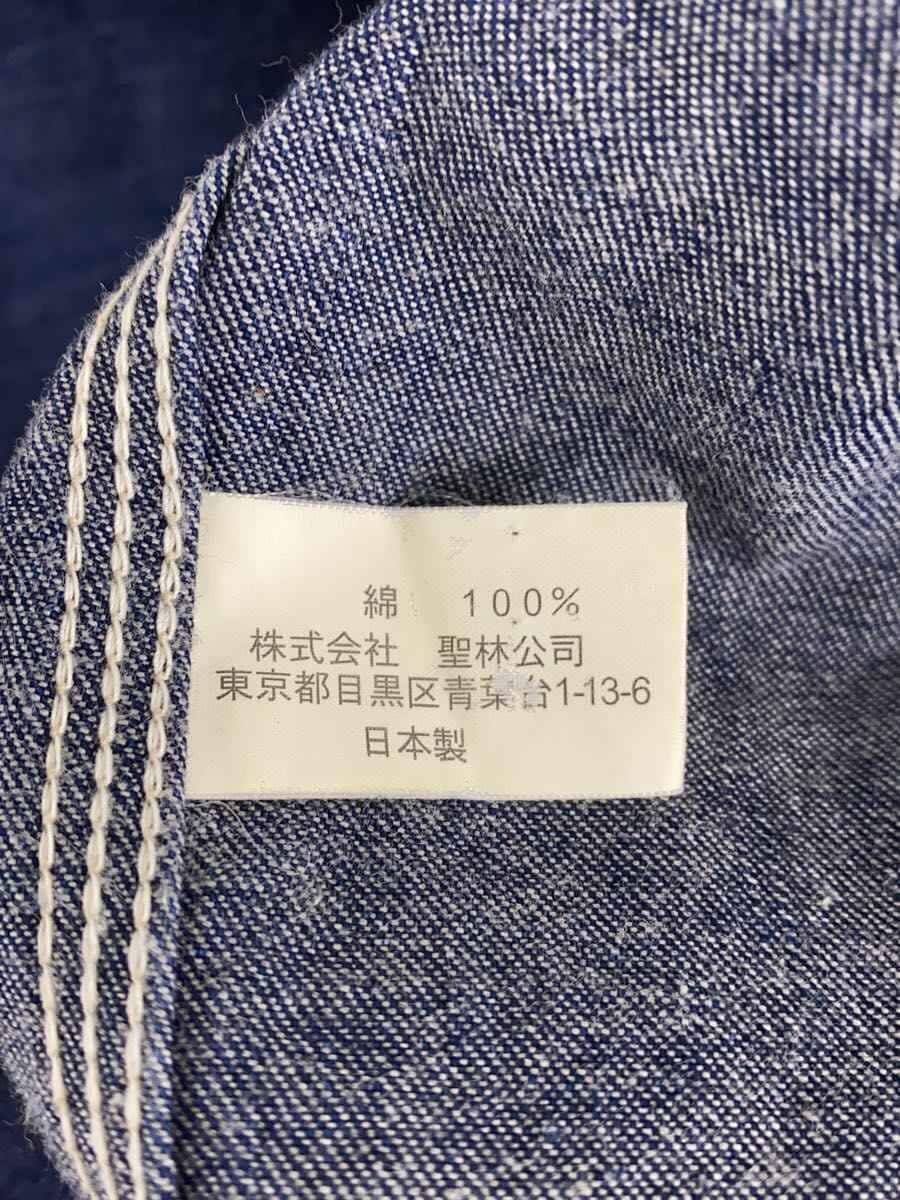 綿　100%
株式会社　聖林公司
東京都目黒区青葉台1-13-6
日本製